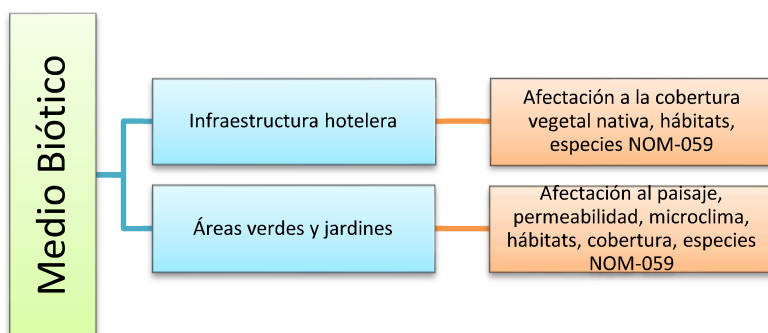 Medio Biótico
Infraestructura hotelera
Afectación a la cobertura
vegetal nativa, hábitats,
especies NOM-059
Áreas verdes y jardines
Afectación al paisaje,
permeabilidad, microclima,
hábitats, cobertura, especies
NOM-059